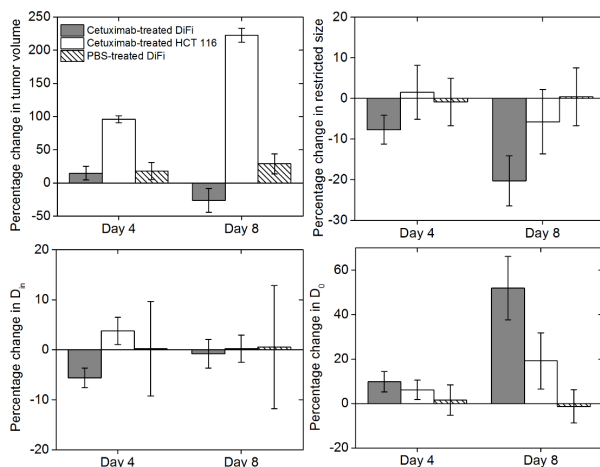 Cetuximab-treated DiFi
Cetuximab-treated HCT 116
PBS-treated DiFi
Percentage change in tumor volume
250
200
150
100
50
0
-50
Day 4
Day 8
Percentage change in restricted size
20
10
0
-10
-20
-30
Day 4
Day 8
Percentage change in D_in
20
10
0
-10
-20
Day 4
Day 8
Percentage change in D_0
60
40
20
0
-20
Day 4
Day 8